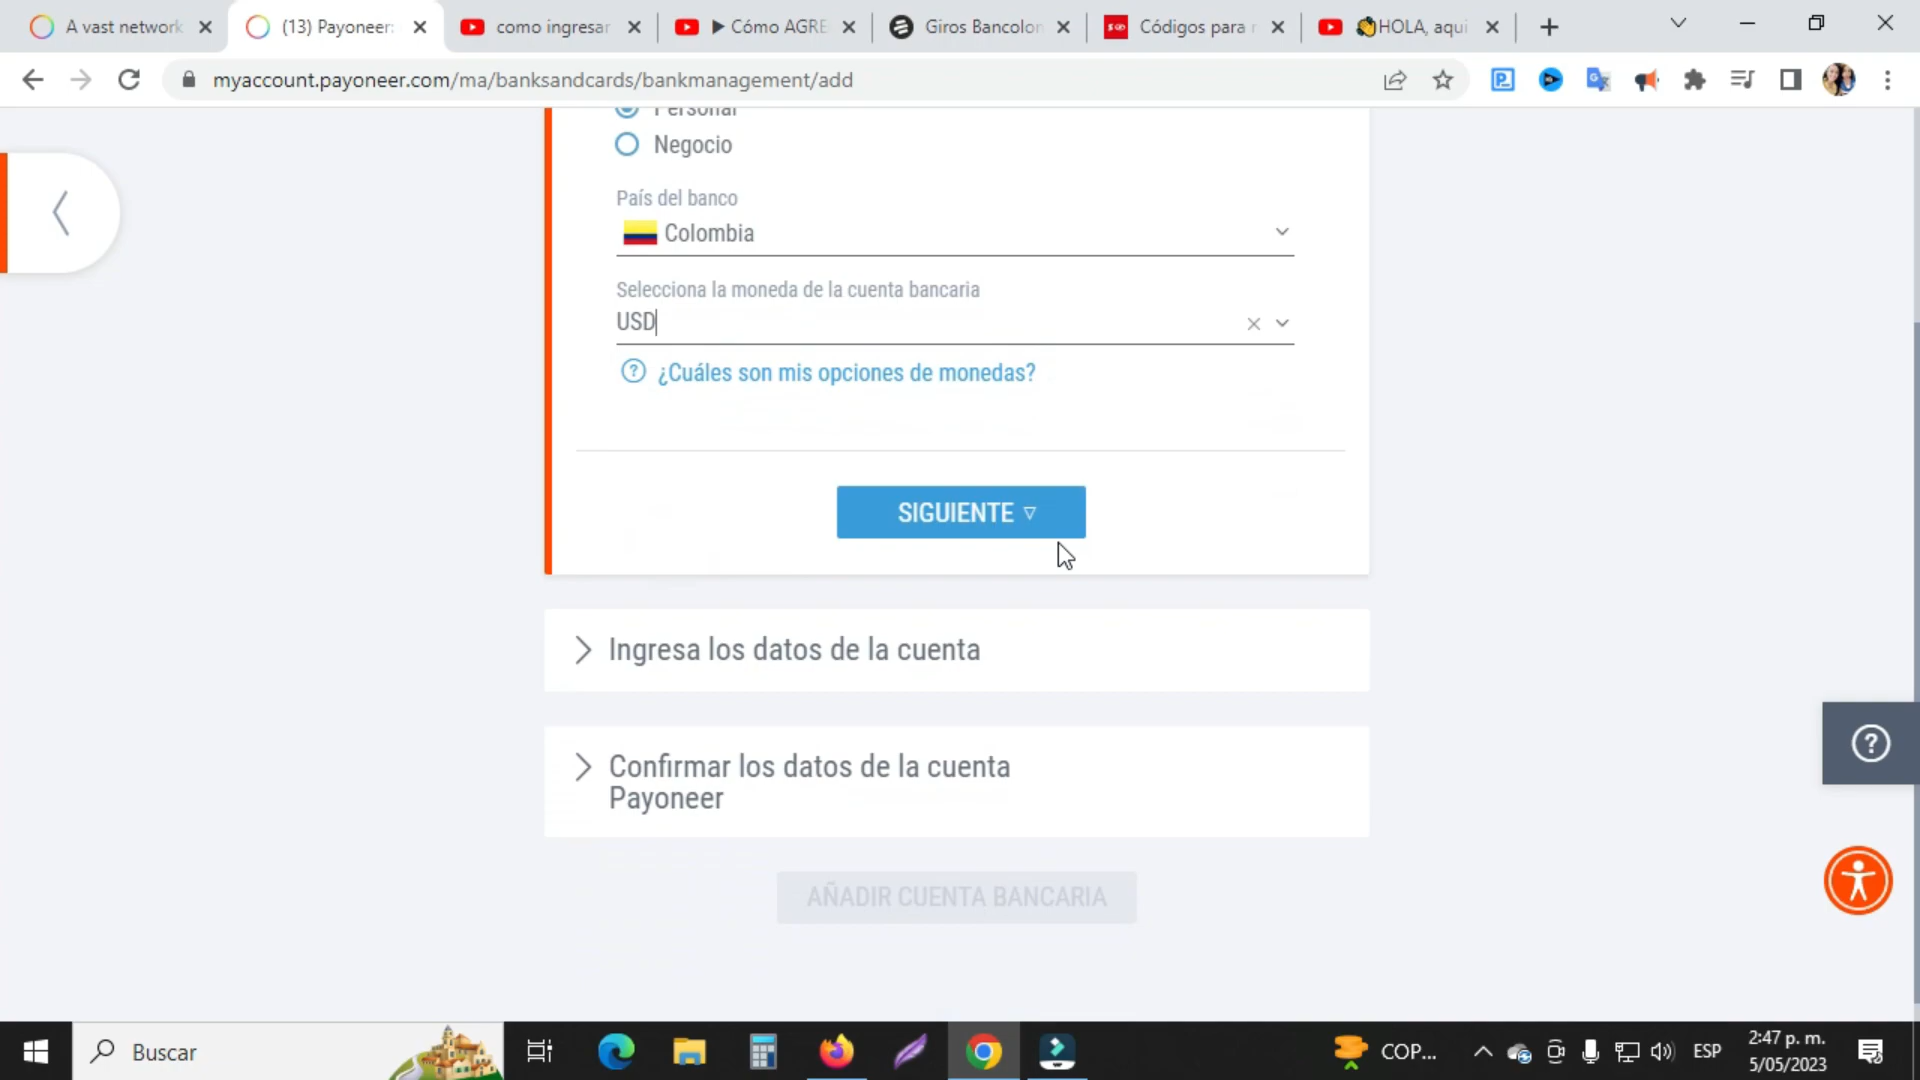 A vast network
(13) Payoneer:
como ingresar
Cómo AGRE
Giros Bancolon
Códigos para r
HOLA, aqui
myaccount.payoneer.com/ma/banksandcards/bankmanagement/add
Personal
Negocio
País del banco
Colombia
Selecciona la moneda de la cuenta bancaria
USD
¿Cuáles son mis opciones de monedas?
SIGUIENTE
Ingresa los datos de la cuenta
Confirmar los datos de la cuenta
Payoneer
AÑADIR CUENTA BANCARIA
Buscar
COP...
ESP
2:47 p. m.
5/05/2023